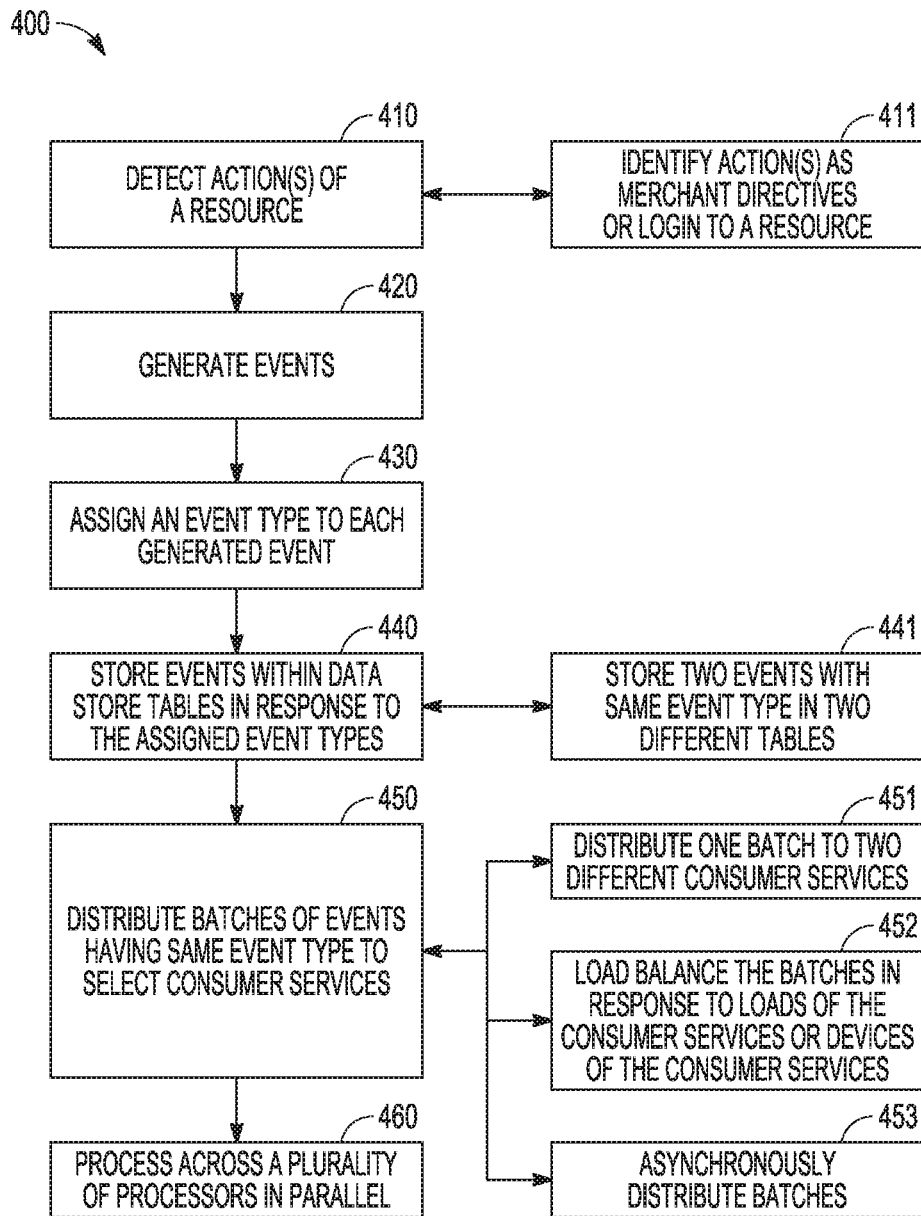 400
410
DETECT ACTION(S) OF
A RESOURCE
411
IDENTIFY ACTION(S) AS
MERCHANT DIRECTIVES
OR LOGIN TO A RESOURCE
420
GENERATE EVENTS
430
ASSIGN AN EVENT TYPE TO EACH
GENERATED EVENT
440
STORE EVENTS WITHIN DATA
STORE TABLES IN RESPONSE TO
THE ASSIGNED EVENT TYPES
441
STORE TWO EVENTS WITH
SAME EVENT TYPE IN TWO
DIFFERENT TABLES
450
DISTRIBUTE BATCHES OF EVENTS
HAVING SAME EVENT TYPE TO
SELECT CONSUMER SERVICES
451
DISTRIBUTE ONE BATCH TO TWO
DIFFERENT CONSUMER SERVICES
452
LOAD BALANCE THE BATCHES IN
RESPONSE TO LOADS OF THE
CONSUMER SERVICES OR DEVICES
OF THE CONSUMER SERVICES
453
ASYNCHRONOUSLY
DISTRIBUTE BATCHES
460
PROCESS ACROSS A PLURALITY
OF PROCESSORS IN PARALLEL